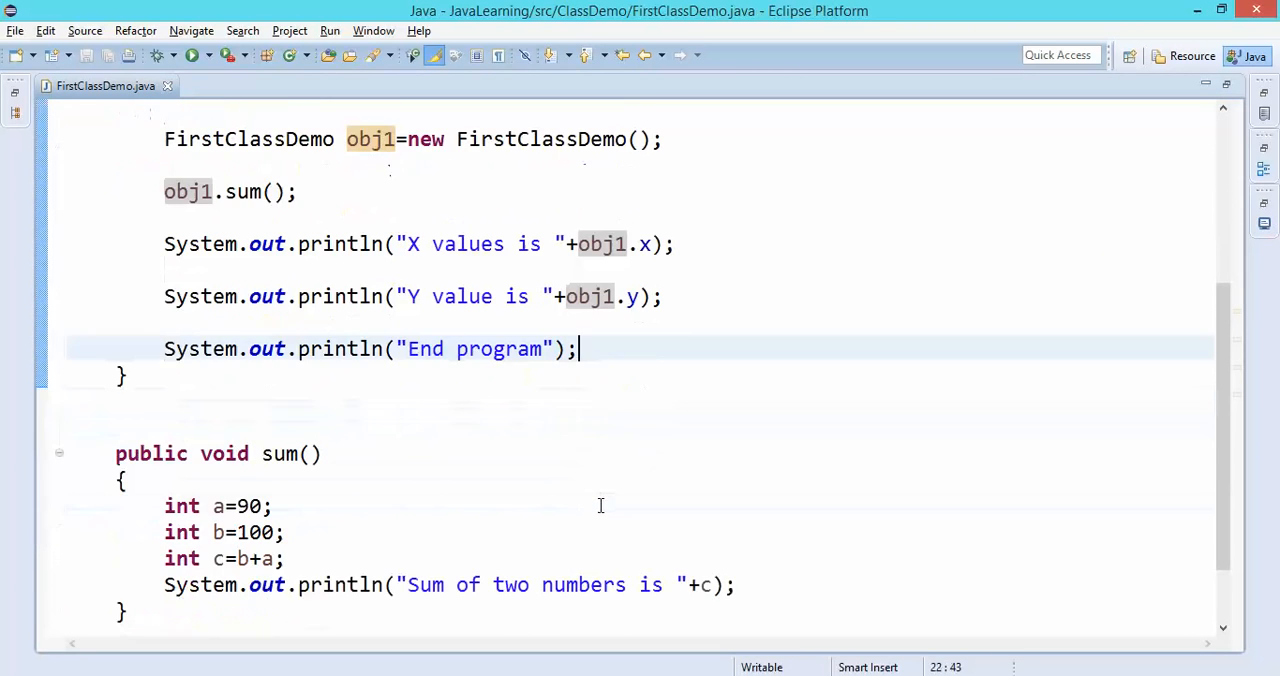 Java - JavaLearning/src/ClassDemo/FirstClassDemo.java - Eclipse Platform
File Edit Source Refactor Navigate Search Project Run Window Help
Quick Access Resource Java
FirstClassDemo.java
FirstClassDemo obj1=new FirstClassDemo();
obj1.sum();
System.out.println("X values is "+obj1.x);
System.out.println("Y value is "+obj1.y);
System.out.println("End program");
}
public void sum()
{
int a=90;
int b=100;
int c=b+a;
System.out.println("Sum of two numbers is "+c);
}
Writable Smart Insert 22 : 43